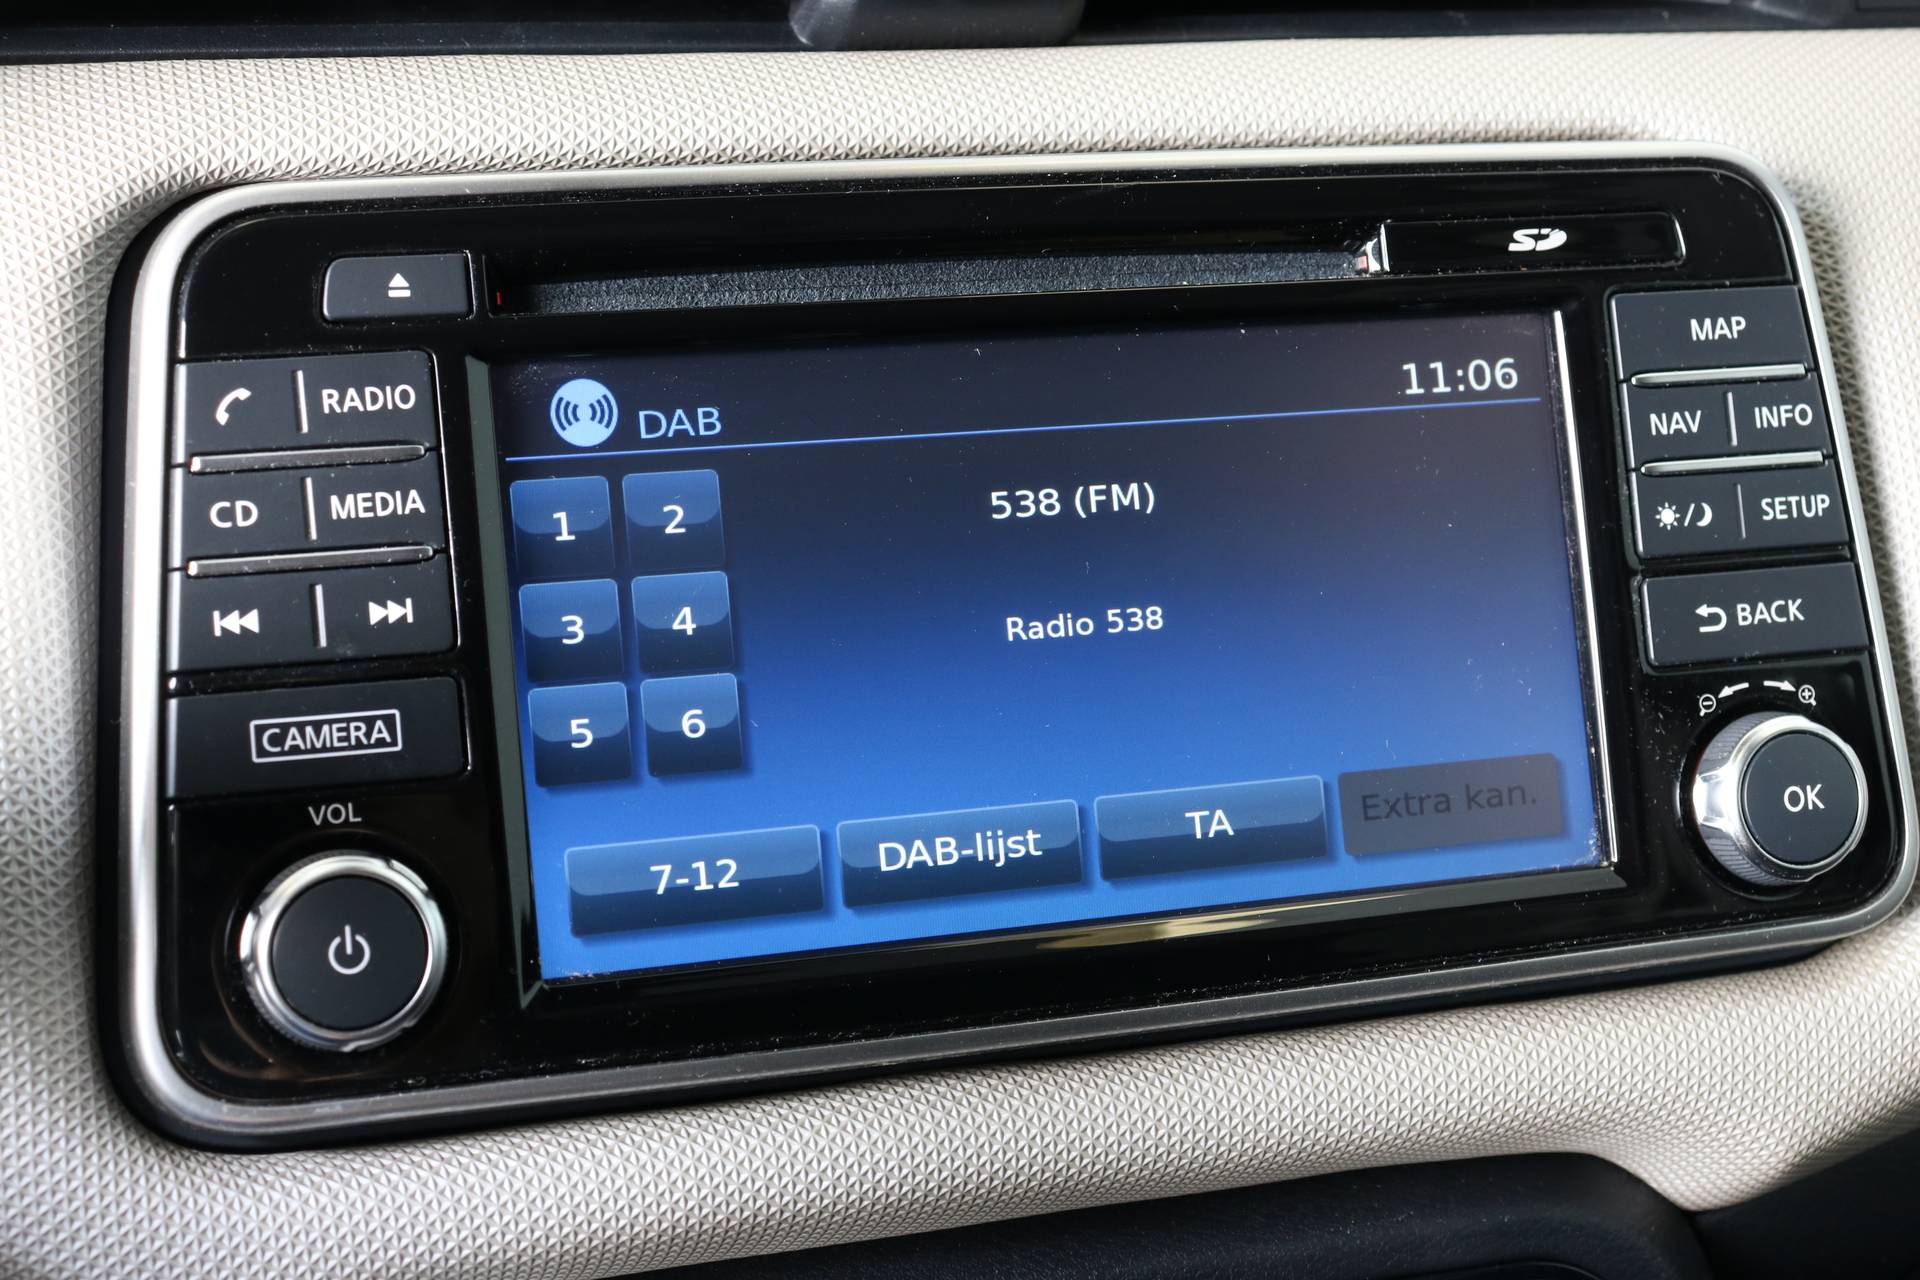 SD
MAP
RADIO
NAV INFO
CD MEDIA
SETUP
BACK
CAMERA
VOL
OK
DAB
11:06
1 2
538 (FM)
3 4
Radio 538
5 6
7-12
DAB-lijst
TA
Extra kan.